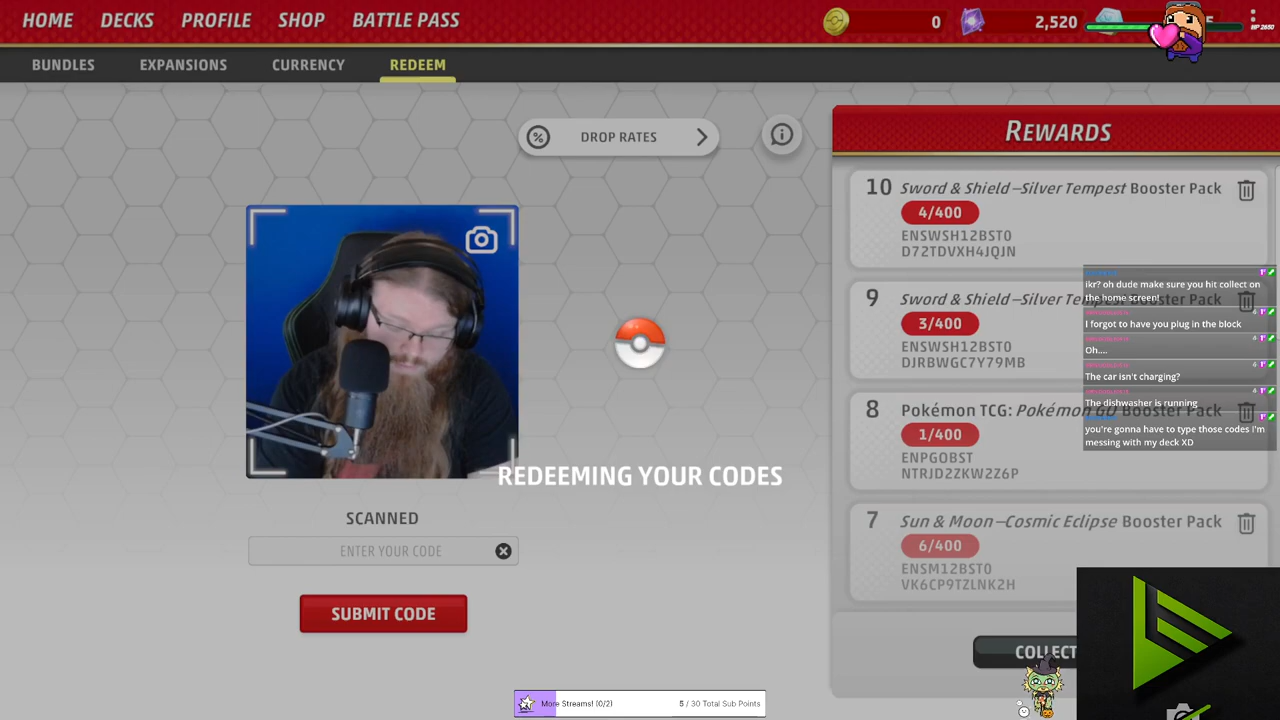 HOME DECKS PROFILE SHOP BATTLE PASS
0 2,520
HP 2650
BUNDLES EXPANSIONS CURRENCY REDEEM
DROP RATES
REWARDS
10 Sword & Shield—Silver Tempest Booster Pack
4/400
ENSWSH12BST0
D72TDVXH4JQJN
9 Sword & Shield—Silver Tempest Booster Pack
3/400
ENSWSH12BST0
DJRBWGC7Y79MB
8 Pokémon TCG: Pokémon GO Booster Pack
1/400
ENPGOBST
NTRJD2ZKW2Z6P
7 Sun & Moon—Cosmic Eclipse Booster Pack
6/400
ENSM12BST0
VK6CP9TZLNK2H
COLLECT
ikr? oh dude make sure you hit collect on
the home screen!
I forgot to have you plug in the block
Oh....
The car isn't charging?
The dishwasher is running
you're gonna have to type those codes I'm
messing with my deck XD
REDEEMING YOUR CODES
SCANNED
ENTER YOUR CODE
SUBMIT CODE
More Streams! (0/2) 5 / 30 Total Sub Points